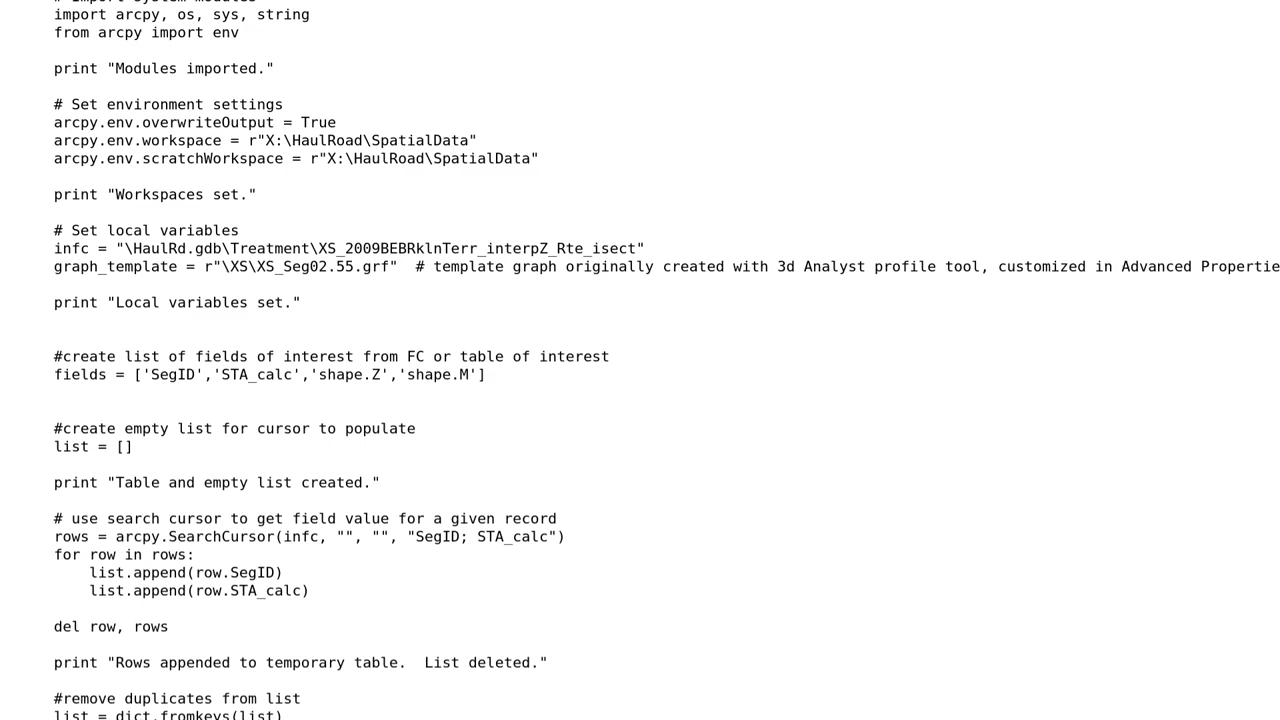 # Import system modules
import arcpy, os, sys, string
from arcpy import env
print "Modules imported."
# Set environment settings
arcpy.env.overwriteOutput = True
arcpy.env.workspace = r"X:\HaulRoad\SpatialData"
arcpy.env.scratchWorkspace = r"X:\HaulRoad\SpatialData"
print "Workspaces set."
# Set local variables
infc = "\HaulRd.gdb\Treatment\XS_2009BEBRklnTerr_interpZ_Rte_isect"
graph_template = r"\XS\XS_Seg02.55.grf"  # template graph originally created with 3d Analyst profile tool, customized in Advanced Propertie
print "Local variables set."
#create list of fields of interest from FC or table of interest
fields = ['SegID','STA_calc','shape.Z','shape.M']
#create empty list for cursor to populate
list = []
print "Table and empty list created."
# use search cursor to get field value for a given record
rows = arcpy.SearchCursor(infc, "", "", "SegID; STA_calc")
for row in rows:
    list.append(row.SegID)
    list.append(row.STA_calc)
del row, rows
print "Rows appended to temporary table.  List deleted."
#remove duplicates from list
list = dict.fromkeys(list)